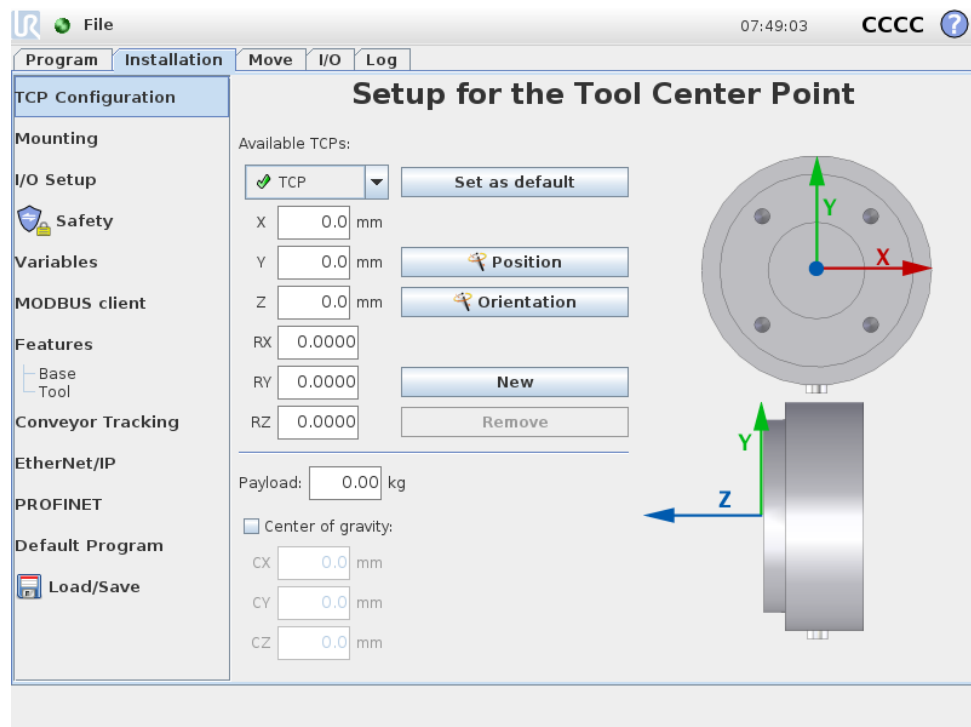 UR File 07:49:03 CCCC ?
Program Installation Move I/O Log
TCP Configuration
Mounting
I/O Setup
Safety
Variables
MODBUS client
Features
Base
Tool
Conveyor Tracking
EtherNet/IP
PROFINET
Default Program
Load/Save
Setup for the Tool Center Point
Available TCPs:
TCP Set as default
X 0.0 mm
Y 0.0 mm Position
Z 0.0 mm Orientation
RX 0.0000
RY 0.0000 New
RZ 0.0000 Remove
Payload: 0.00 kg
Center of gravity:
CX 0.0 mm
CY 0.0 mm
CZ 0.0 mm
Y
X
Y
Z